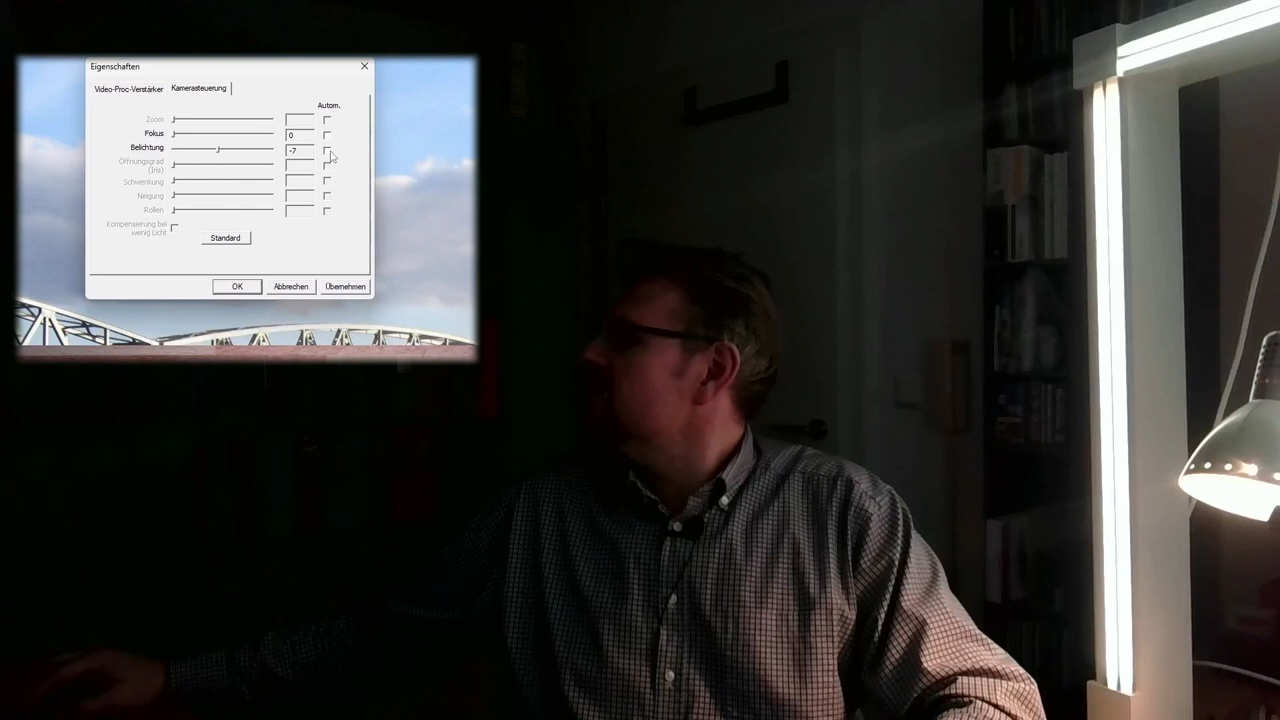 Eigenschaften
Video-Proc-Verstärker Kamerasteuerung
Autom.
Zoom
Fokus 0
Belichtung -7
Öffnungsgrad
(Iris)
Schwenkung
Neigung
Rollen
Kompensierung bei
wenig Licht
Standard
OK Abbrechen Übernehmen